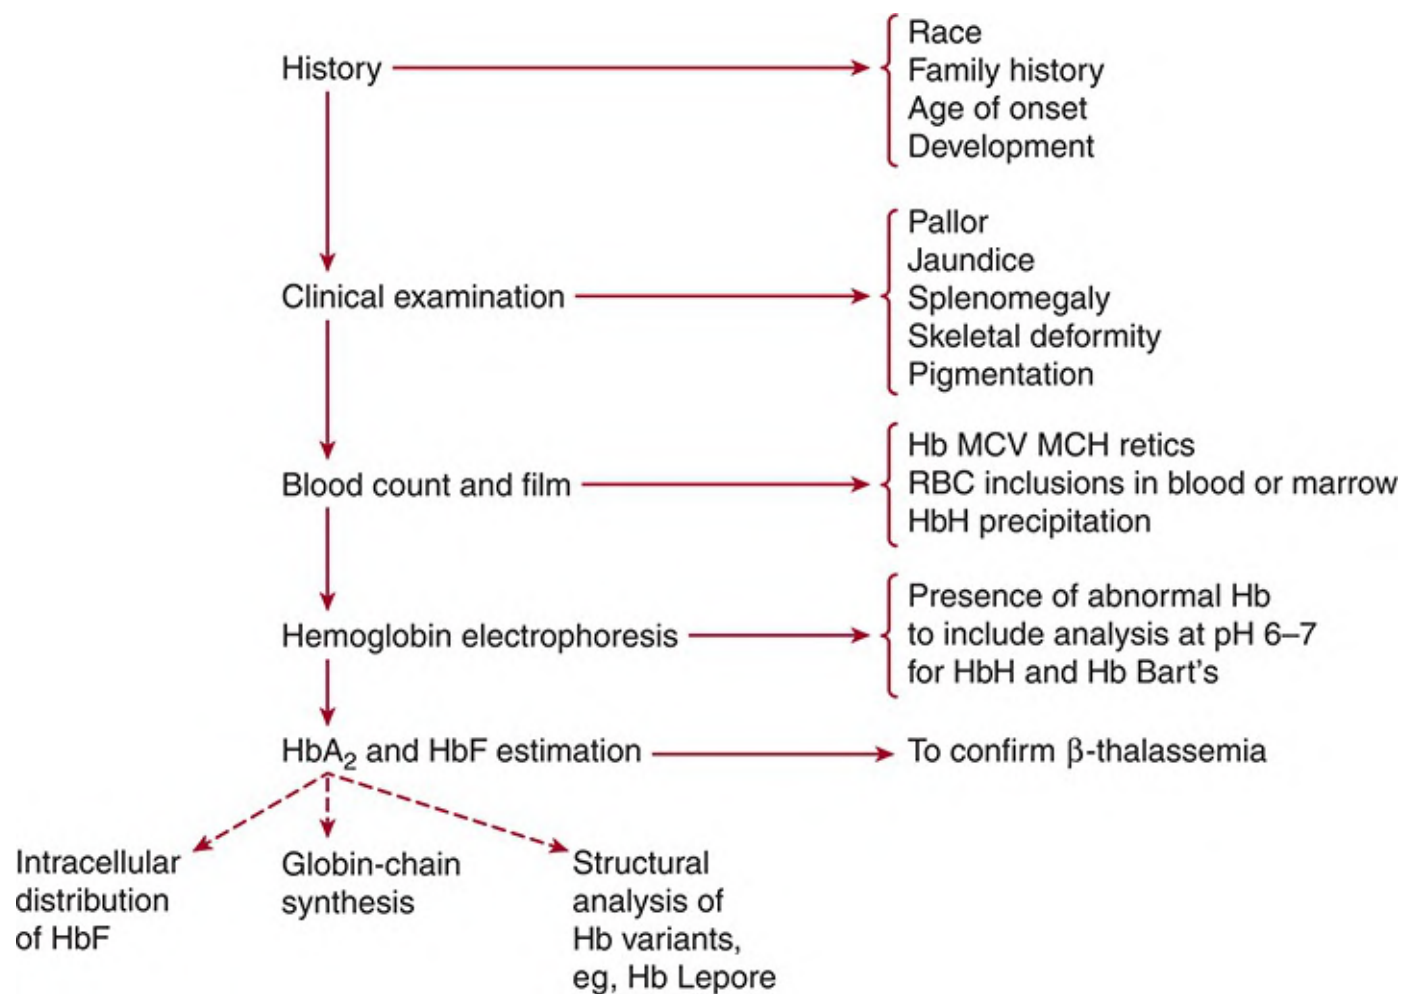 History
Race
Family history
Age of onset
Development
Clinical examination
Pallor
Jaundice
Splenomegaly
Skeletal deformity
Pigmentation
Blood count and film
Hb MCV MCH retics
RBC inclusions in blood or marrow
HbH precipitation
Hemoglobin electrophoresis
Presence of abnormal Hb
to include analysis at pH 6–7
for HbH and Hb Bart's
HbA₂ and HbF estimation
To confirm β-thalassemia
Intracellular
distribution
of HbF
Globin-chain
synthesis
Structural
analysis of
Hb variants,
eg, Hb Lepore